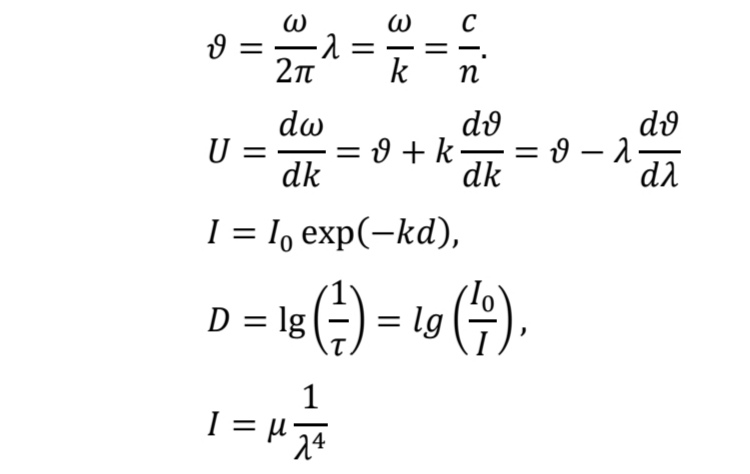 ϑ = ω/2π λ = ω/k = c/n.
U = dω/dk = ϑ + k dϑ/dk = ϑ − λ dϑ/dλ
I = I₀ exp(−kd),
D = lg(1/τ) = lg(I₀/I),
I = μ 1/λ⁴